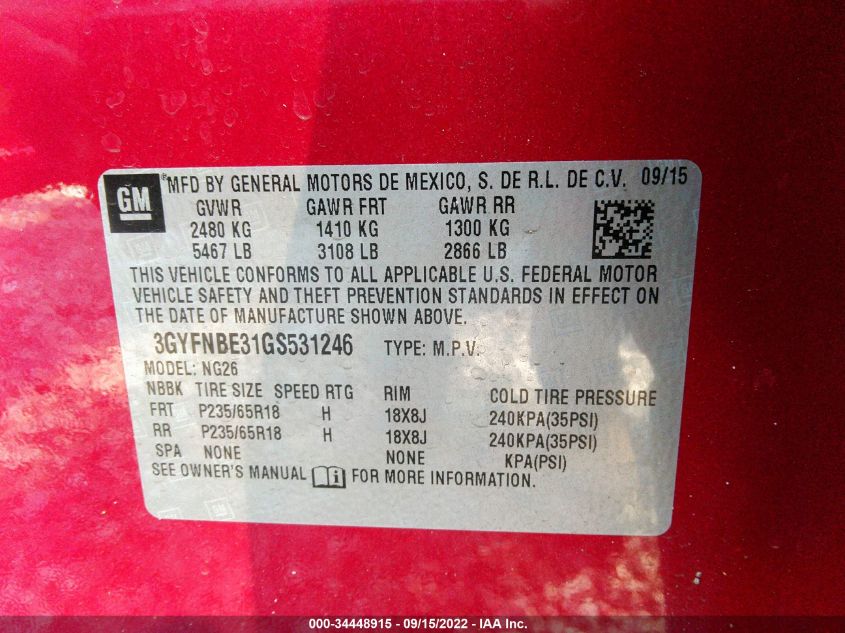 GM ® MFD BY GENERAL MOTORS DE MEXICO, S. DE R.L. DE C.V. 09/15
GVWR GAWR FRT GAWR RR
2480 KG 1410 KG 1300 KG
5467 LB 3108 LB 2866 LB
THIS VEHICLE CONFORMS TO ALL APPLICABLE U.S. FEDERAL MOTOR
VEHICLE SAFETY AND THEFT PREVENTION STANDARDS IN EFFECT ON
THE DATE OF MANUFACTURE SHOWN ABOVE.
3GYFNBE31GS531246 TYPE: M.P.V.
MODEL: NG26
NBBK TIRE SIZE SPEED RTG RIM COLD TIRE PRESSURE
FRT P235/65R18 H 18X8J 240KPA(35PSI)
RR P235/65R18 H 18X8J 240KPA(35PSI)
SPA NONE NONE KPA(PSI)
SEE OWNER'S MANUAL FOR MORE INFORMATION.
000-34448915 - 09/15/2022 - IAA Inc.